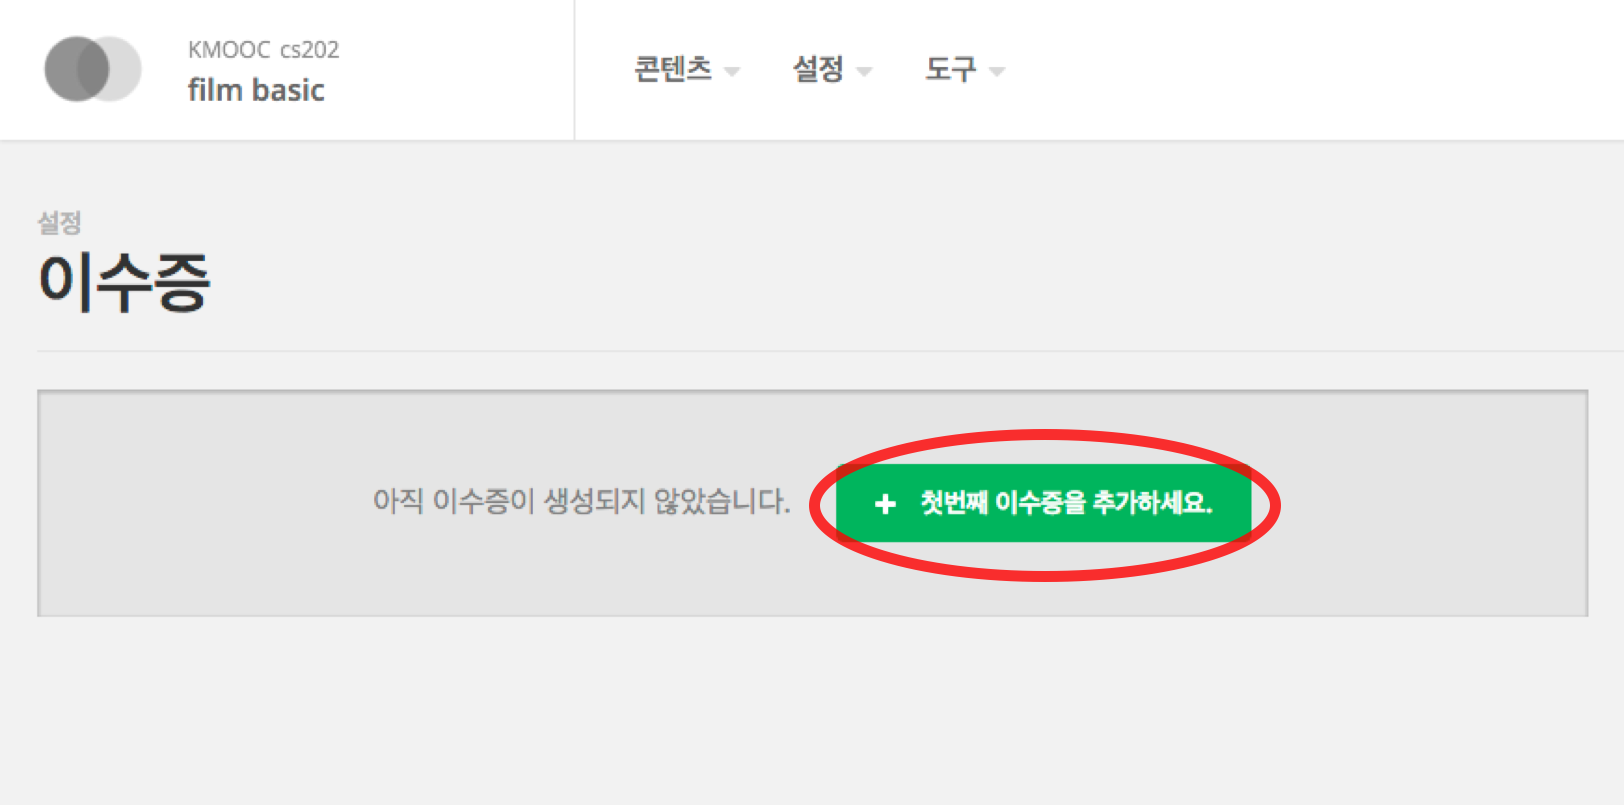 KMOOC cs202
film basic
콘텐츠 설정 도구
설정
이수증
아직 이수증이 생성되지 않았습니다. + 첫번째 이수증을 추가하세요.